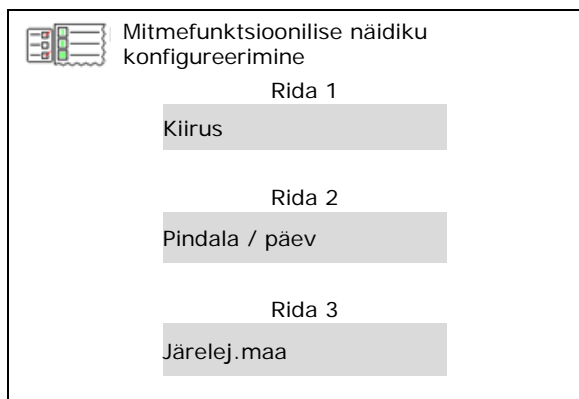 Mitmefunktsioonilise näidiku
konfigureerimine
Rida 1
Kiirus
Rida 2
Pindala / päev
Rida 3
Järelej.maa